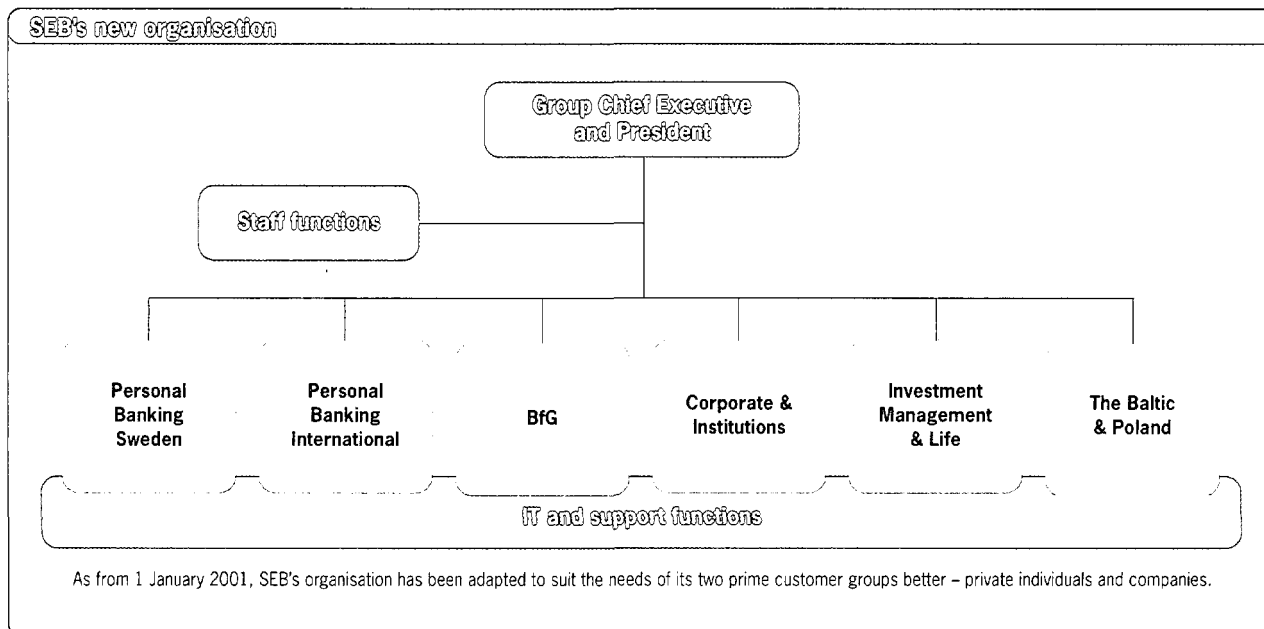 SEB's new organisation
Group Chief Executive
and President
Staff functions
Personal
Banking
Sweden
Personal
Banking
International
BfG
Corporate &
Institutions
Investment
Management
& Life
The Baltic
& Poland
IT and support functions
As from 1 January 2001, SEB's organisation has been adapted to suit the needs of its two prime customer groups better – private individuals and companies.